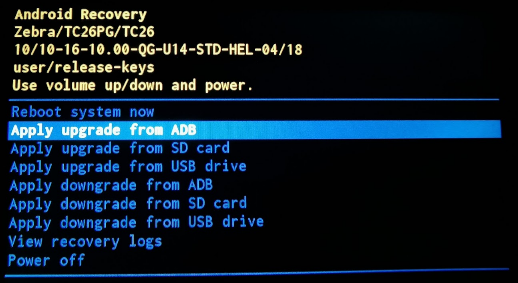 Android Recovery
Zebra/TC26PG/TC26
10/10-16-10.00-QG-U14-STD-HEL-04/18
user/release-keys
Use volume up/down and power.
Reboot system now
Apply upgrade from ADB
Apply upgrade from SD card
Apply upgrade from USB drive
Apply downgrade from ADB
Apply downgrade from SD card
Apply downgrade from USB drive
View recovery logs
Power off